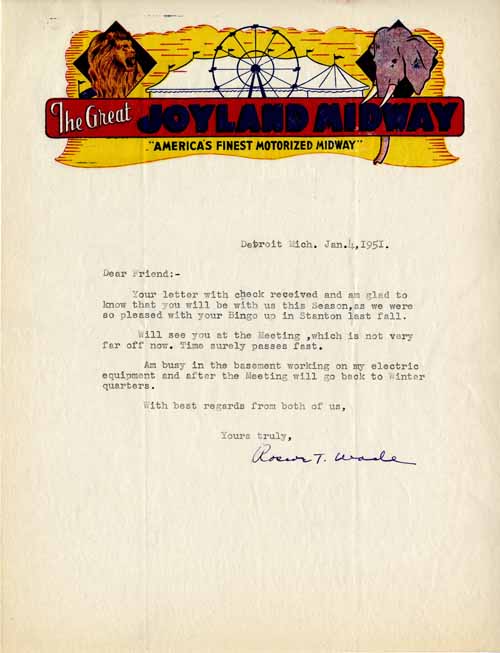 The Great JOYLAND MIDWAY
"AMERICA'S FINEST MOTORIZED MIDWAY"
Detroit Mich. Jan.4,1951.
Dear Friend:-
Your letter with check received and am glad to
know that you will be with us this Season,as we were
so pleased with your Bingo up in Stanton last fall.
Will see you at the Meeting ,which is not very
far off now. Time surely passes fast.
Am busy in the basement working on my electric
equipment and after the Meeting will go back to Winter
quarters.
With best regards from both of us,
Yours truly,
Roscoe T. Wade